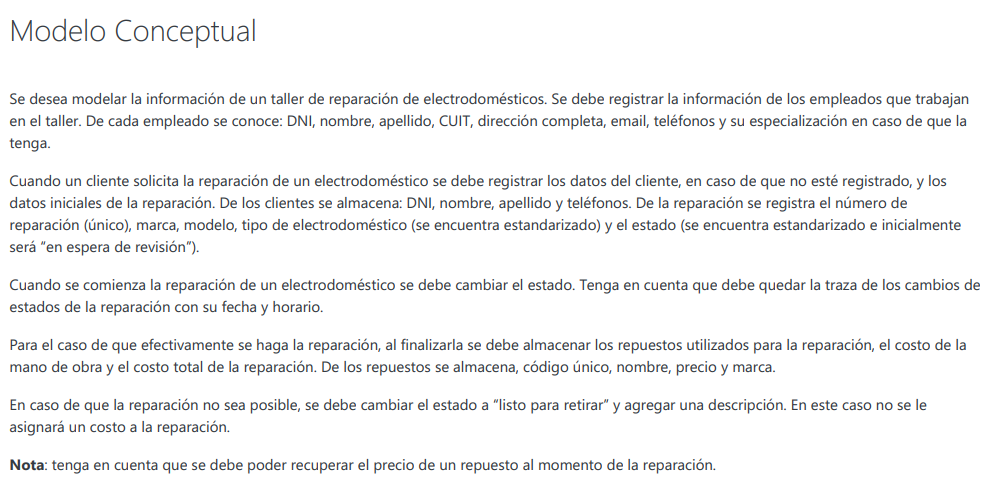 Modelo Conceptual
Se desea modelar la información de un taller de reparación de electrodomésticos. Se debe registrar la información de los empleados que trabajan
en el taller. De cada empleado se conoce: DNI, nombre, apellido, CUIT, dirección completa, email, teléfonos y su especialización en caso de que la
tenga.
Cuando un cliente solicita la reparación de un electrodoméstico se debe registrar los datos del cliente, en caso de que no esté registrado, y los
datos iniciales de la reparación. De los clientes se almacena: DNI, nombre, apellido y teléfonos. De la reparación se registra el número de
reparación (único), marca, modelo, tipo de electrodoméstico (se encuentra estandarizado) y el estado (se encuentra estandarizado e inicialmente
será “en espera de revisión”).
Cuando se comienza la reparación de un electrodoméstico se debe cambiar el estado. Tenga en cuenta que debe quedar la traza de los cambios de
estados de la reparación con su fecha y horario.
Para el caso de que efectivamente se haga la reparación, al finalizarla se debe almacenar los repuestos utilizados para la reparación, el costo de la
mano de obra y el costo total de la reparación. De los repuestos se almacena, código único, nombre, precio y marca.
En caso de que la reparación no sea posible, se debe cambiar el estado a “listo para retirar” y agregar una descripción. En este caso no se le
asignará un costo a la reparación.
Nota: tenga en cuenta que se debe poder recuperar el precio de un repuesto al momento de la reparación.